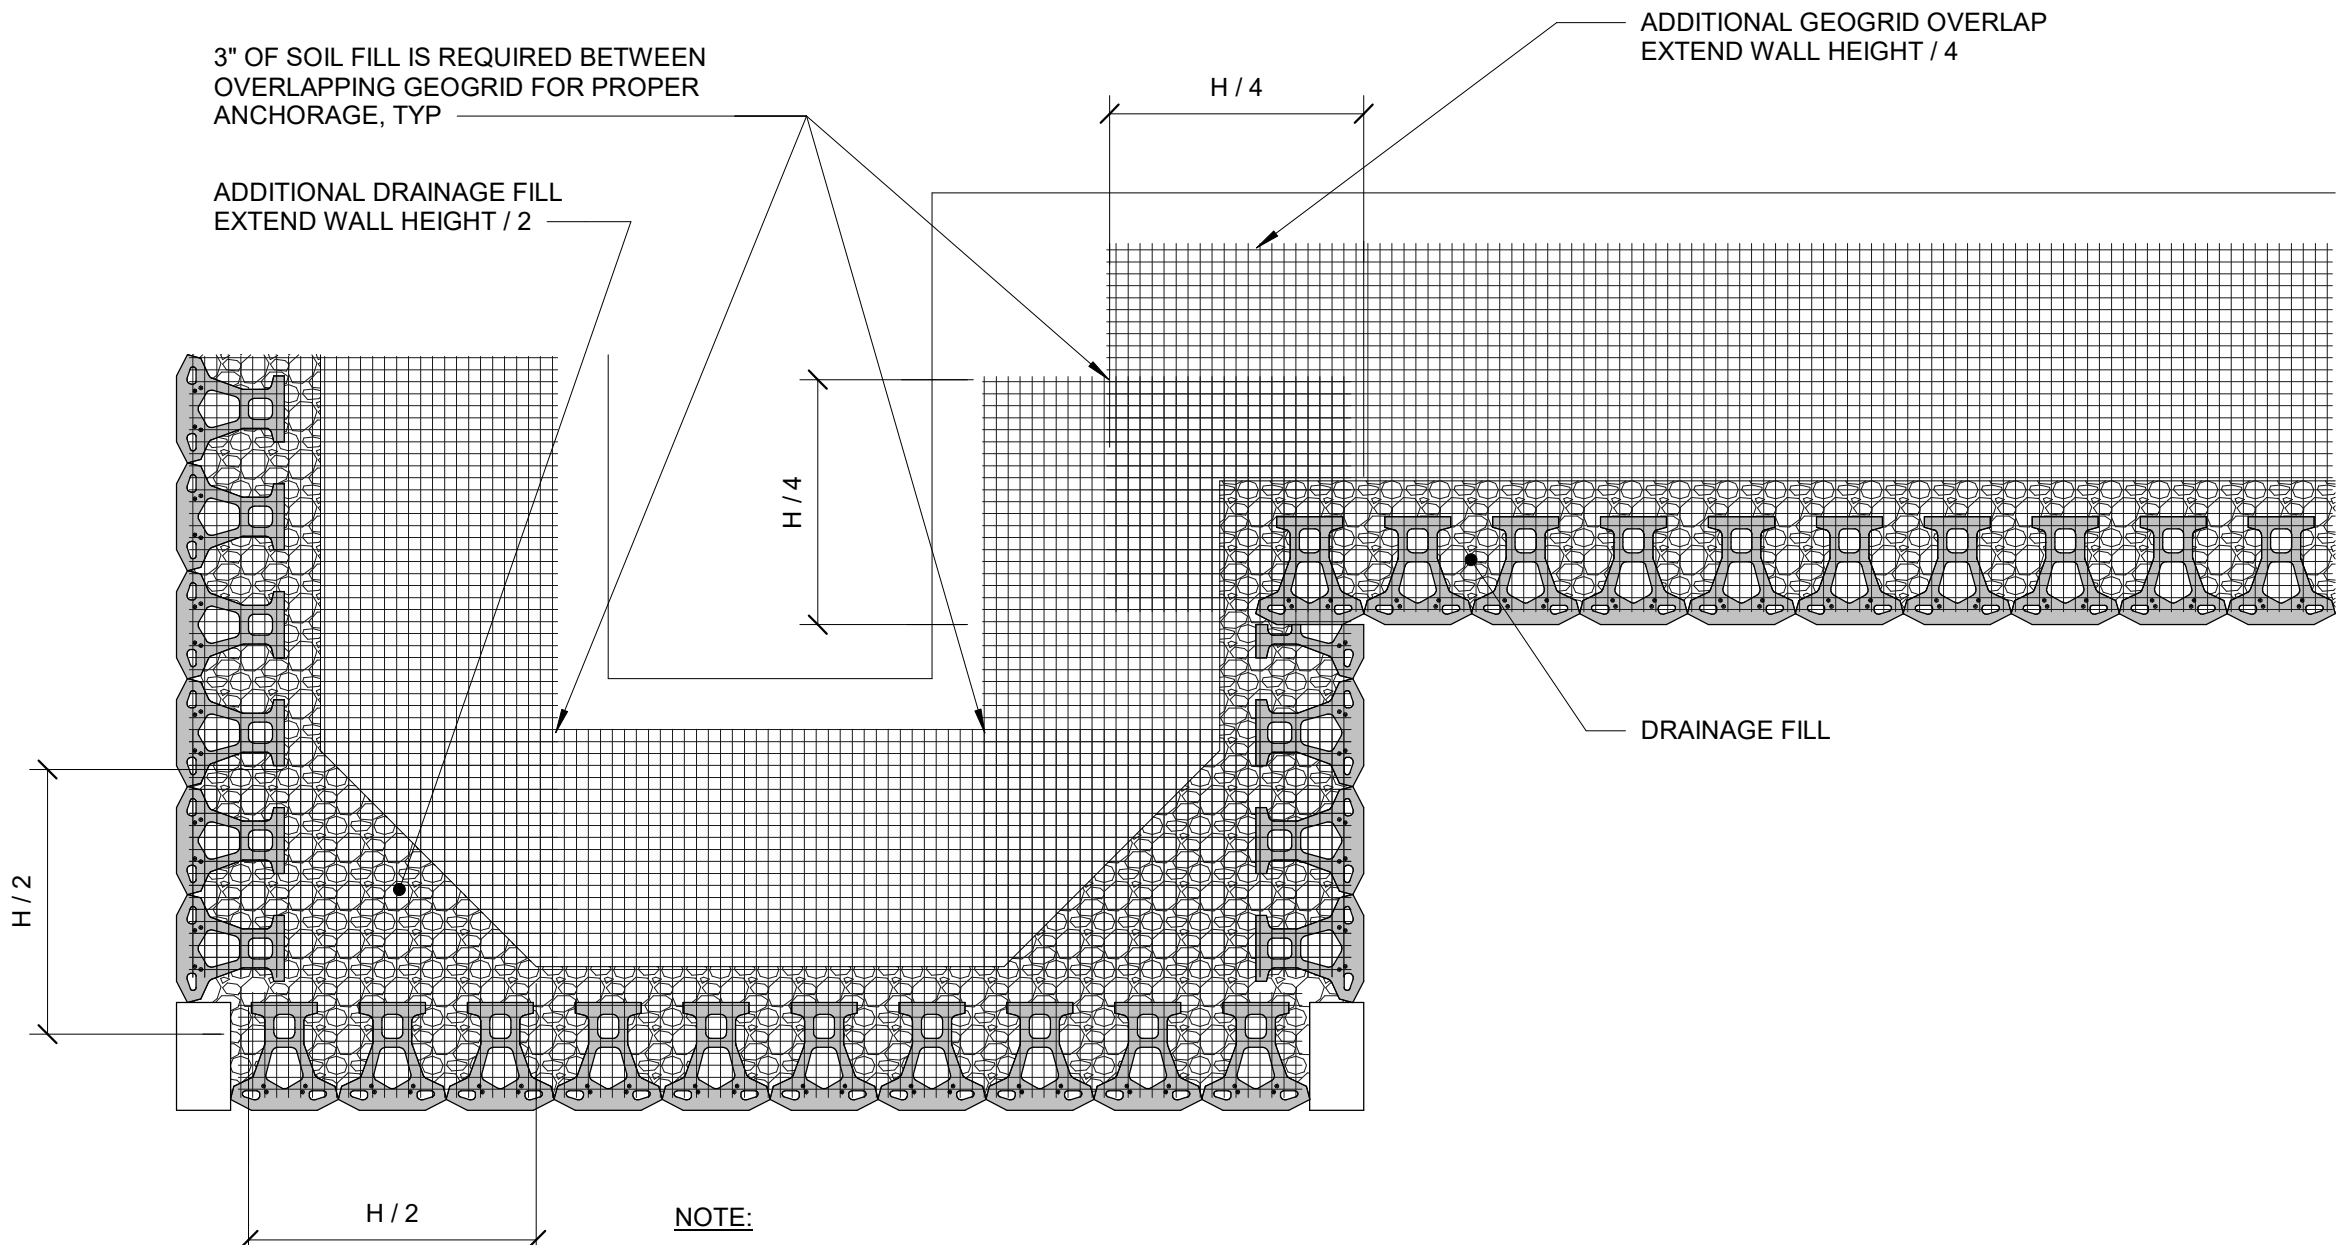 ADDITIONAL GEOGRID OVERLAP
EXTEND WALL HEIGHT / 4
3" OF SOIL FILL IS REQUIRED BETWEEN
OVERLAPPING GEOGRID FOR PROPER
ANCHORAGE, TYP
H / 4
ADDITIONAL DRAINAGE FILL
EXTEND WALL HEIGHT / 2
H / 4
DRAINAGE FILL
H / 2
H / 2
NOTE: